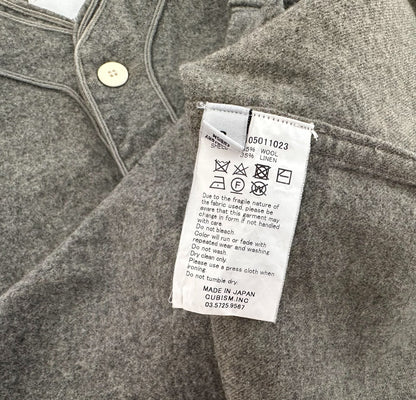 05011023
5% WOOL
5% LINEN
F
W
Due to the fragile nature of
the fabric used, please be
aware that this garment may
change in form if not handled
with care.
Do not bleach.
Color will run or fade with
repeated wear and washing.
Do not wash.
Dry clean only.
Please use a press cloth when
ironing.
Do not tumble dry.
MADE IN JAPAN
CUBISM.INC
03.5725.9587